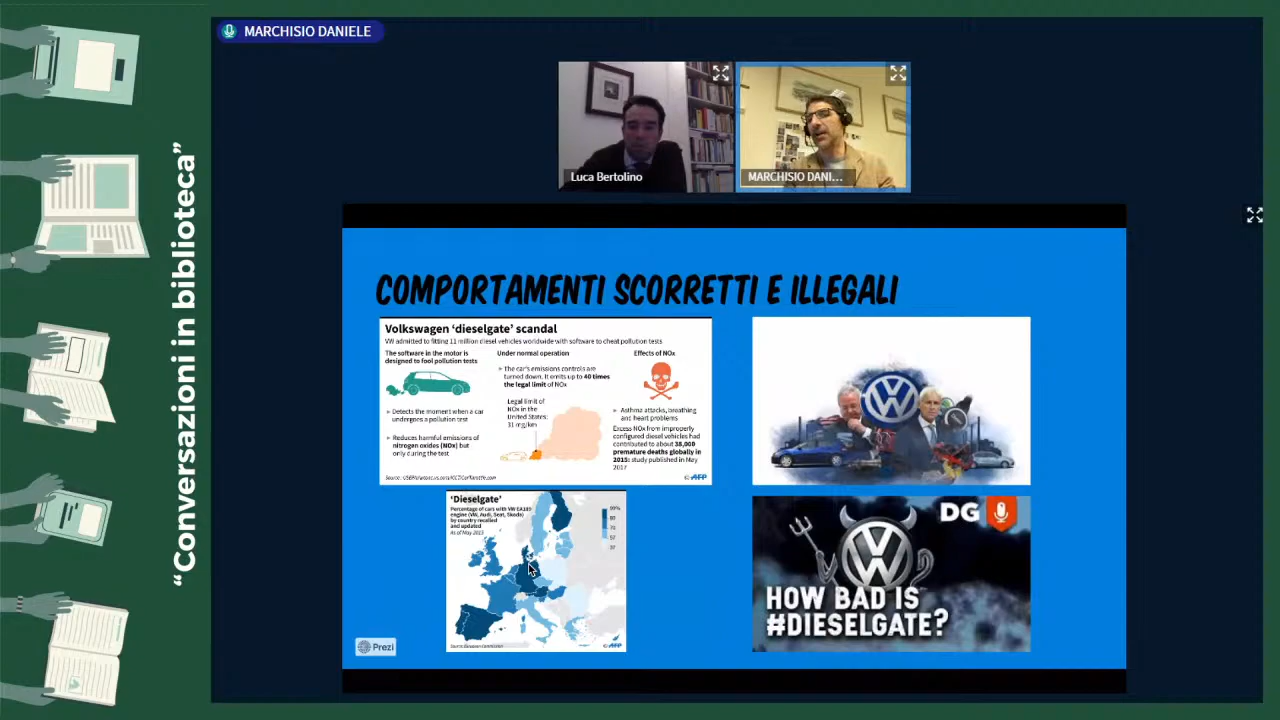 MARCHISIO DANIELE
"Conversazioni in biblioteca"
Luca Bertolino
MARCHISIO DANI...
COMPORTAMENTI SCORRETTI E ILLEGALI
Volkswagen 'dieselgate' scandal
VW admitted to fitting 11 million diesel vehicles worldwide with software to cheat pollution tests
The software in the motor is
designed to fool pollution tests
Detects the moment when a car
undergoes a pollution test
Reduces harmful emissions of
nitrogen oxides (NOx) but
only during the test
Under normal operation
The car's emissions controls are
turned down. It emits up to 40 times
the legal limit of NOx
Legal limit of
NOx in the
United States:
31 mg/km
Effects of NOx
Asthma attacks, breathing
and heart problems
Excess NOx from improperly
configured diesel vehicles had
contributed to about 38,000
premature deaths globally in
2015: study published in May
2017
© AFP
'Dieselgate'
Percentage of cars with VW EA189
engine (VW, Audi, Seat, Skoda)
by country recalled
and updated
As of May
99%
37
© AFP
DG
HOW BAD IS
#DIESELGATE?
Prezi